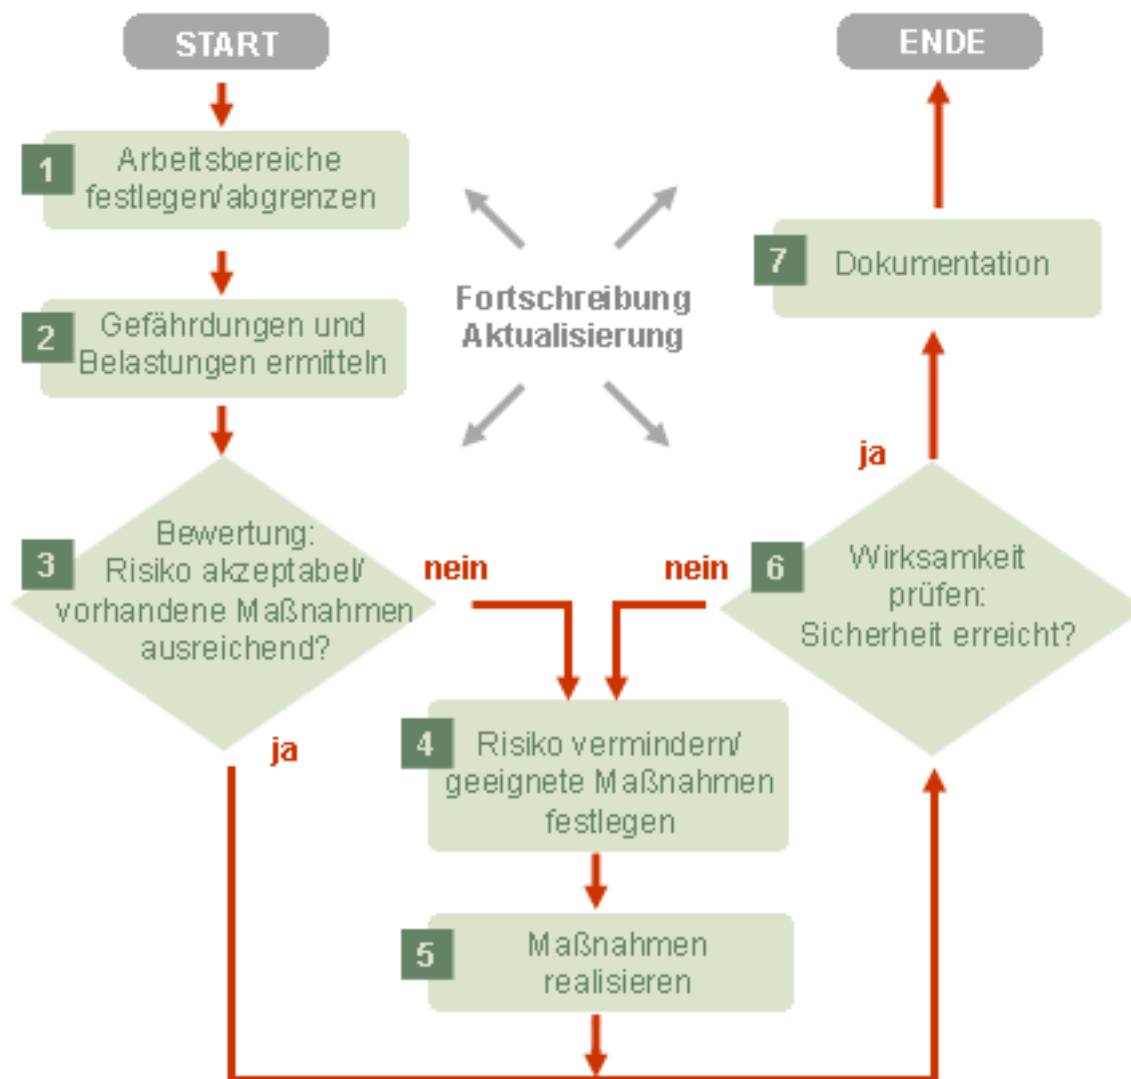 START
1
Arbeitsbereiche
festlegen/abgrenzen
2
Gefährdungen und
Belastungen ermitteln
3
Bewertung:
Risiko akzeptabel/
vorhandene Maßnahmen
ausreichend?
nein
ja
Fortschreibung
Aktualisierung
4
Risiko vermindern/
geeignete Maßnahmen
festlegen
5
Maßnahmen
realisieren
6
Wirksamkeit
prüfen:
Sicherheit erreicht?
nein
ja
7
Dokumentation
ENDE